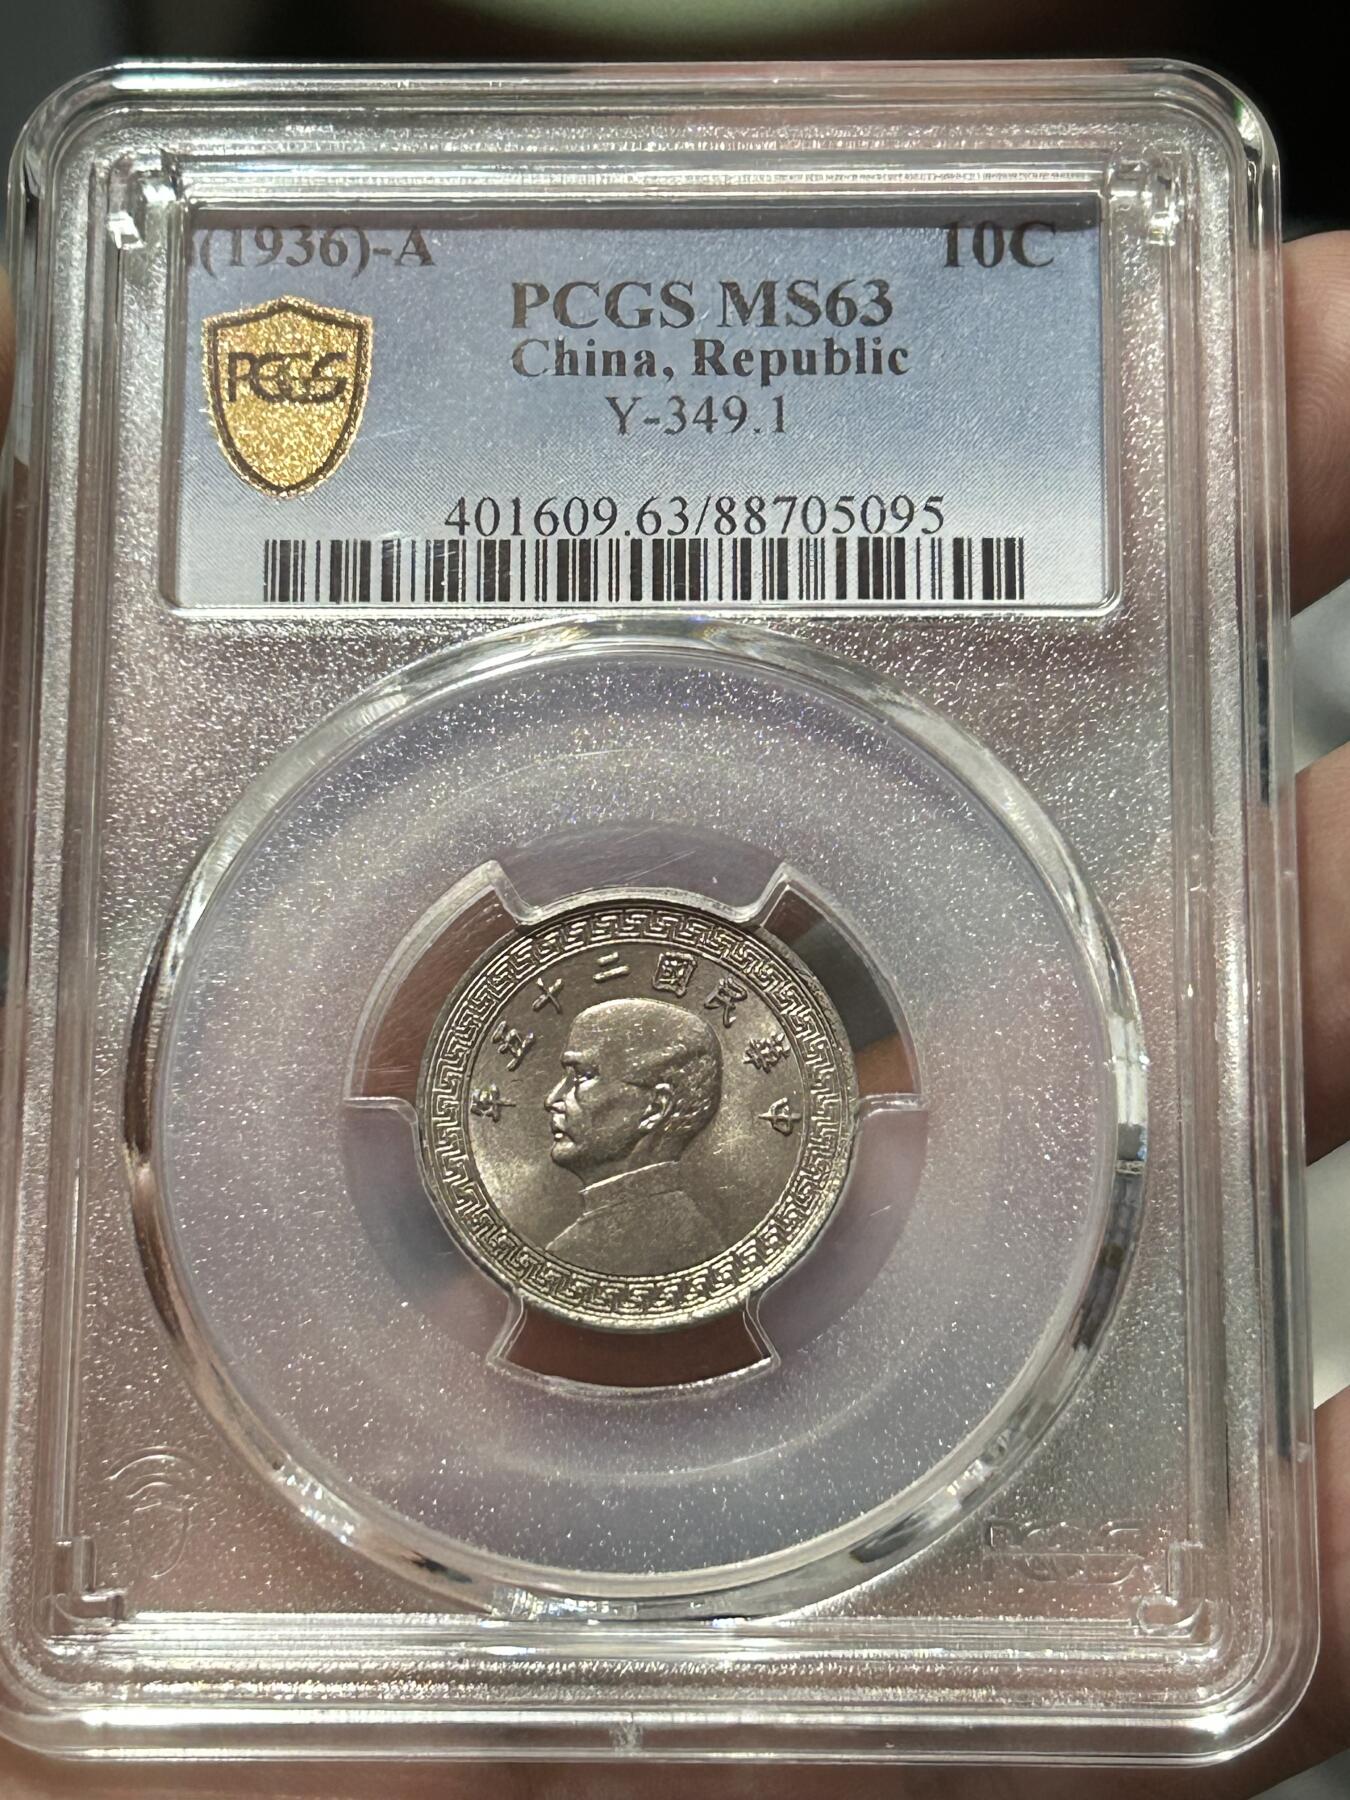 (1936)-A 10C
PCGS MS63
China, Republic
PCGS
Y-349.1
401609.63/88705095
中華民國二十五年
PCGS